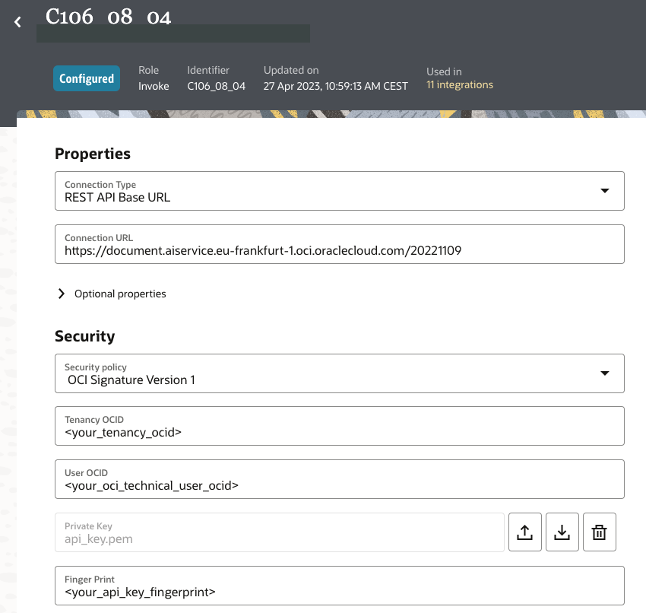 C106 08 04
Configured
Role
Invoke
Identifier
C106_08_04
Updated on
27 Apr 2023, 10:59:13 AM CEST
Used in
11 integrations
Properties
Connection Type
REST API Base URL
Connection URL
https://document.aiservice.eu-frankfurt-1.oci.oraclecloud.com/20221109
Optional properties
Security
Security policy
OCI Signature Version 1
Tenancy OCID
<your_tenancy_ocid>
User OCID
<your_oci_technical_user_ocid>
Private Key
api_key.pem
Finger Print
<your_api_key_fingerprint>